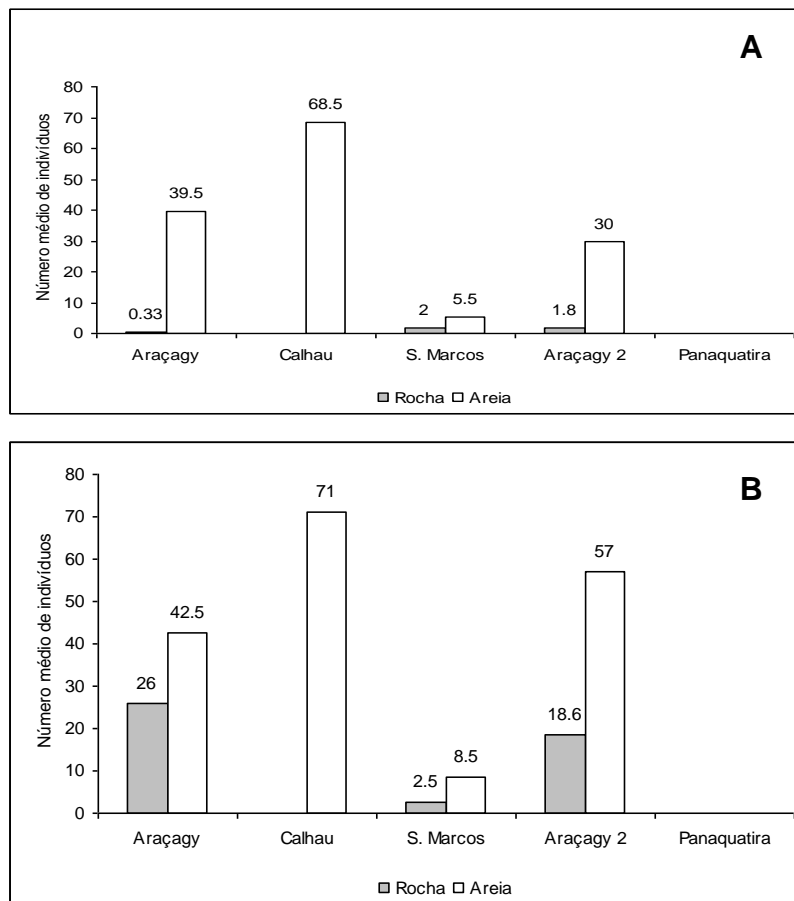 A
Número médio de indivíduos
80
70
60
50
40
30
20
10
0
0.33
39.5
68.5
2
5.5
1.8
30
Araçagy
Calhau
S. Marcos
Araçagy 2
Panaquatira
Rocha
Areia
B
Número médio de indivíduos
80
70
60
50
40
30
20
10
0
26
42.5
71
2.5
8.5
18.6
57
Araçagy
Calhau
S. Marcos
Araçagy 2
Panaquatira
Rocha
Areia